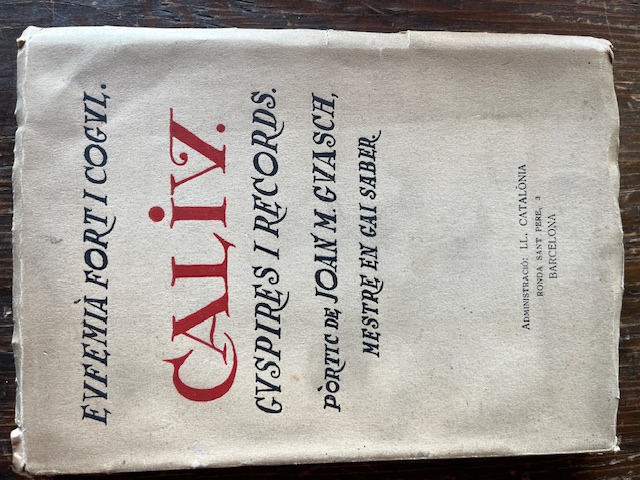 EVFEMIÀ FORT I COGVL.
CALIV.
GVSPIRES I RECORDS.
PÒRTIC DE JOAN M. GVASCH,
MESTRE EN GAI SABER
ADMINISTRACIÓ: LL. CATALÒNIA
RONDA SANT PERE, 3
BARCELONA